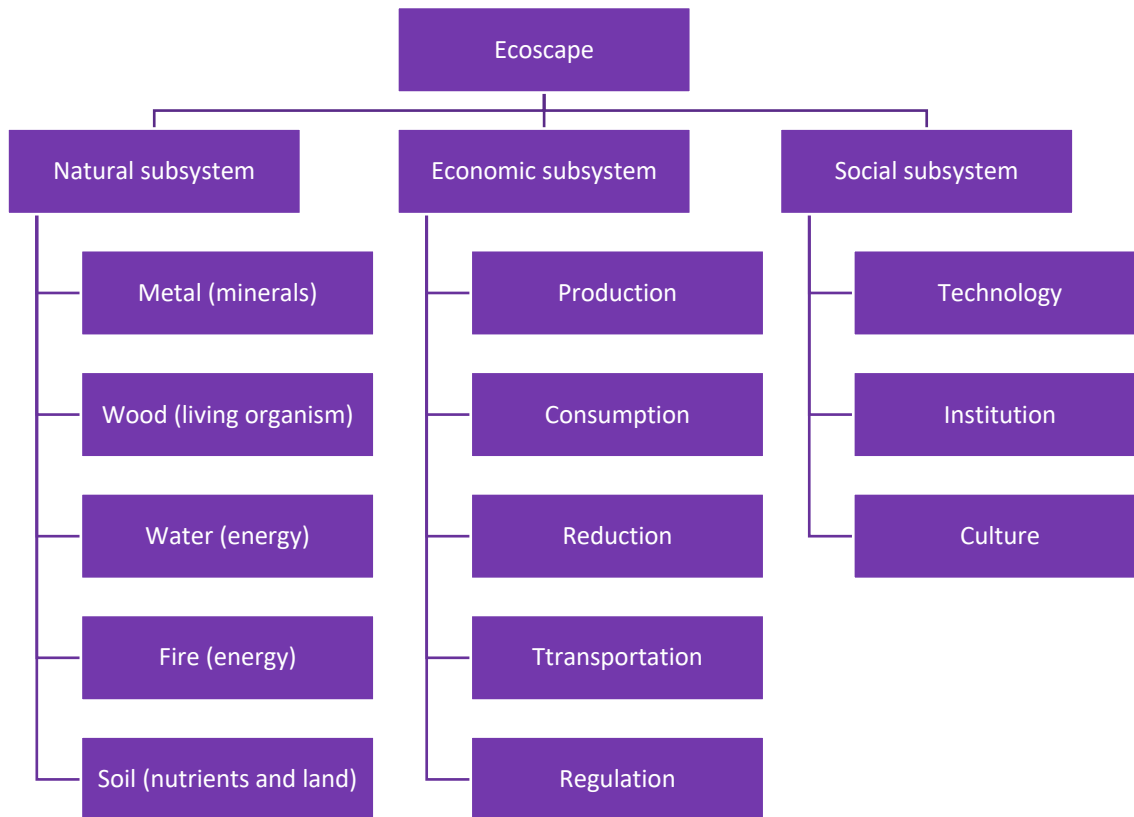 Ecoscape
Natural subsystem
Economic subsystem
Social subsystem
Metal (minerals)
Production
Technology
Wood (living organism)
Consumption
Institution
Water (energy)
Reduction
Culture
Fire (energy)
Ttransportation
Soil (nutrients and land)
Regulation